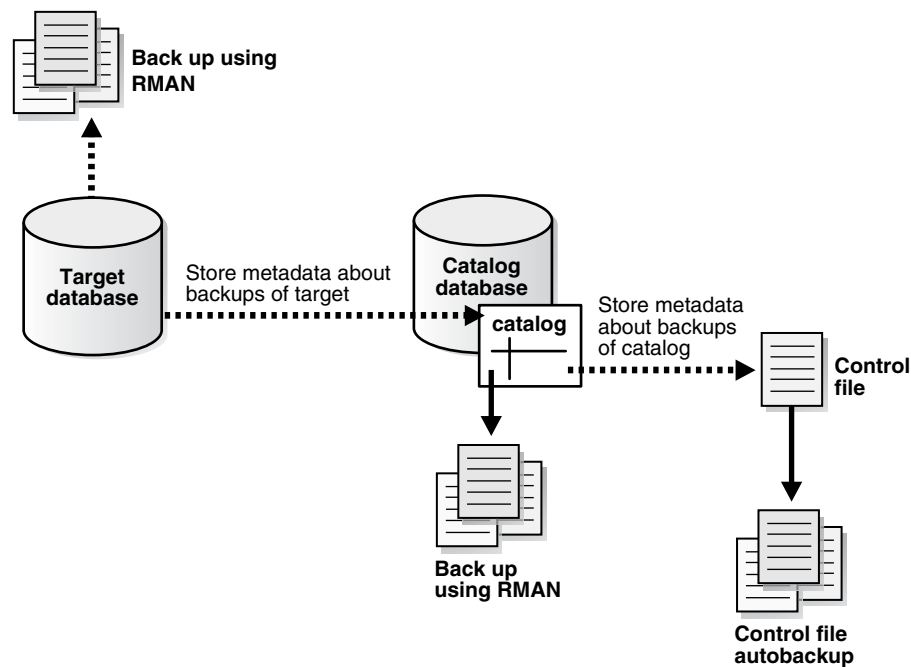 Back up using
RMAN
Target
database
Store metadata about
backups of target
Catalog
database
catalog
Store metadata
about backups
of catalog
Control
file
Back up
using RMAN
Control file
autobackup